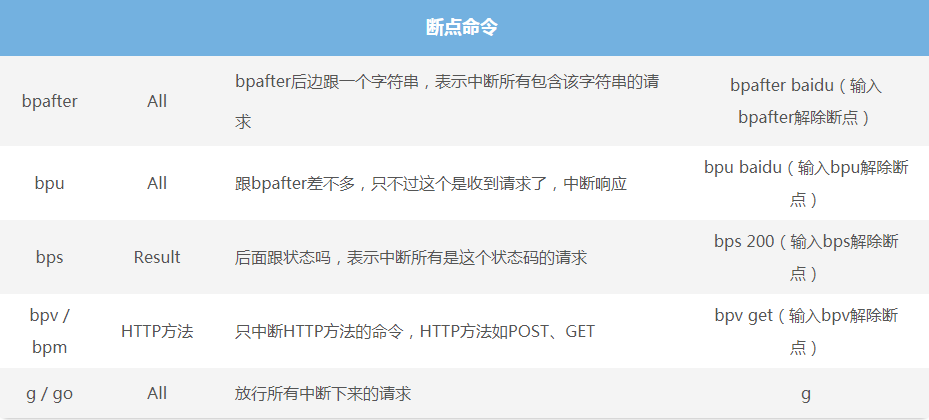 断点命令
bpafter
All
bpafter后边跟一个字符串，表示中断所有包含该字符串的请
求
bpafter baidu（输入
bpafter解除断点）
bpu
All
跟bpafter差不多，只不过这个是收到请求了，中断响应
bpu baidu（输入bpu解除断
点）
bps
Result
后面跟状态吗，表示中断所有是这个状态码的请求
bps 200（输入bps解除断
点）
bpv /
bpm
HTTP方法
只中断HTTP方法的命令，HTTP方法如POST、GET
bpv get（输入bpv解除断
点）
g / go
All
放行所有中断下来的请求
g